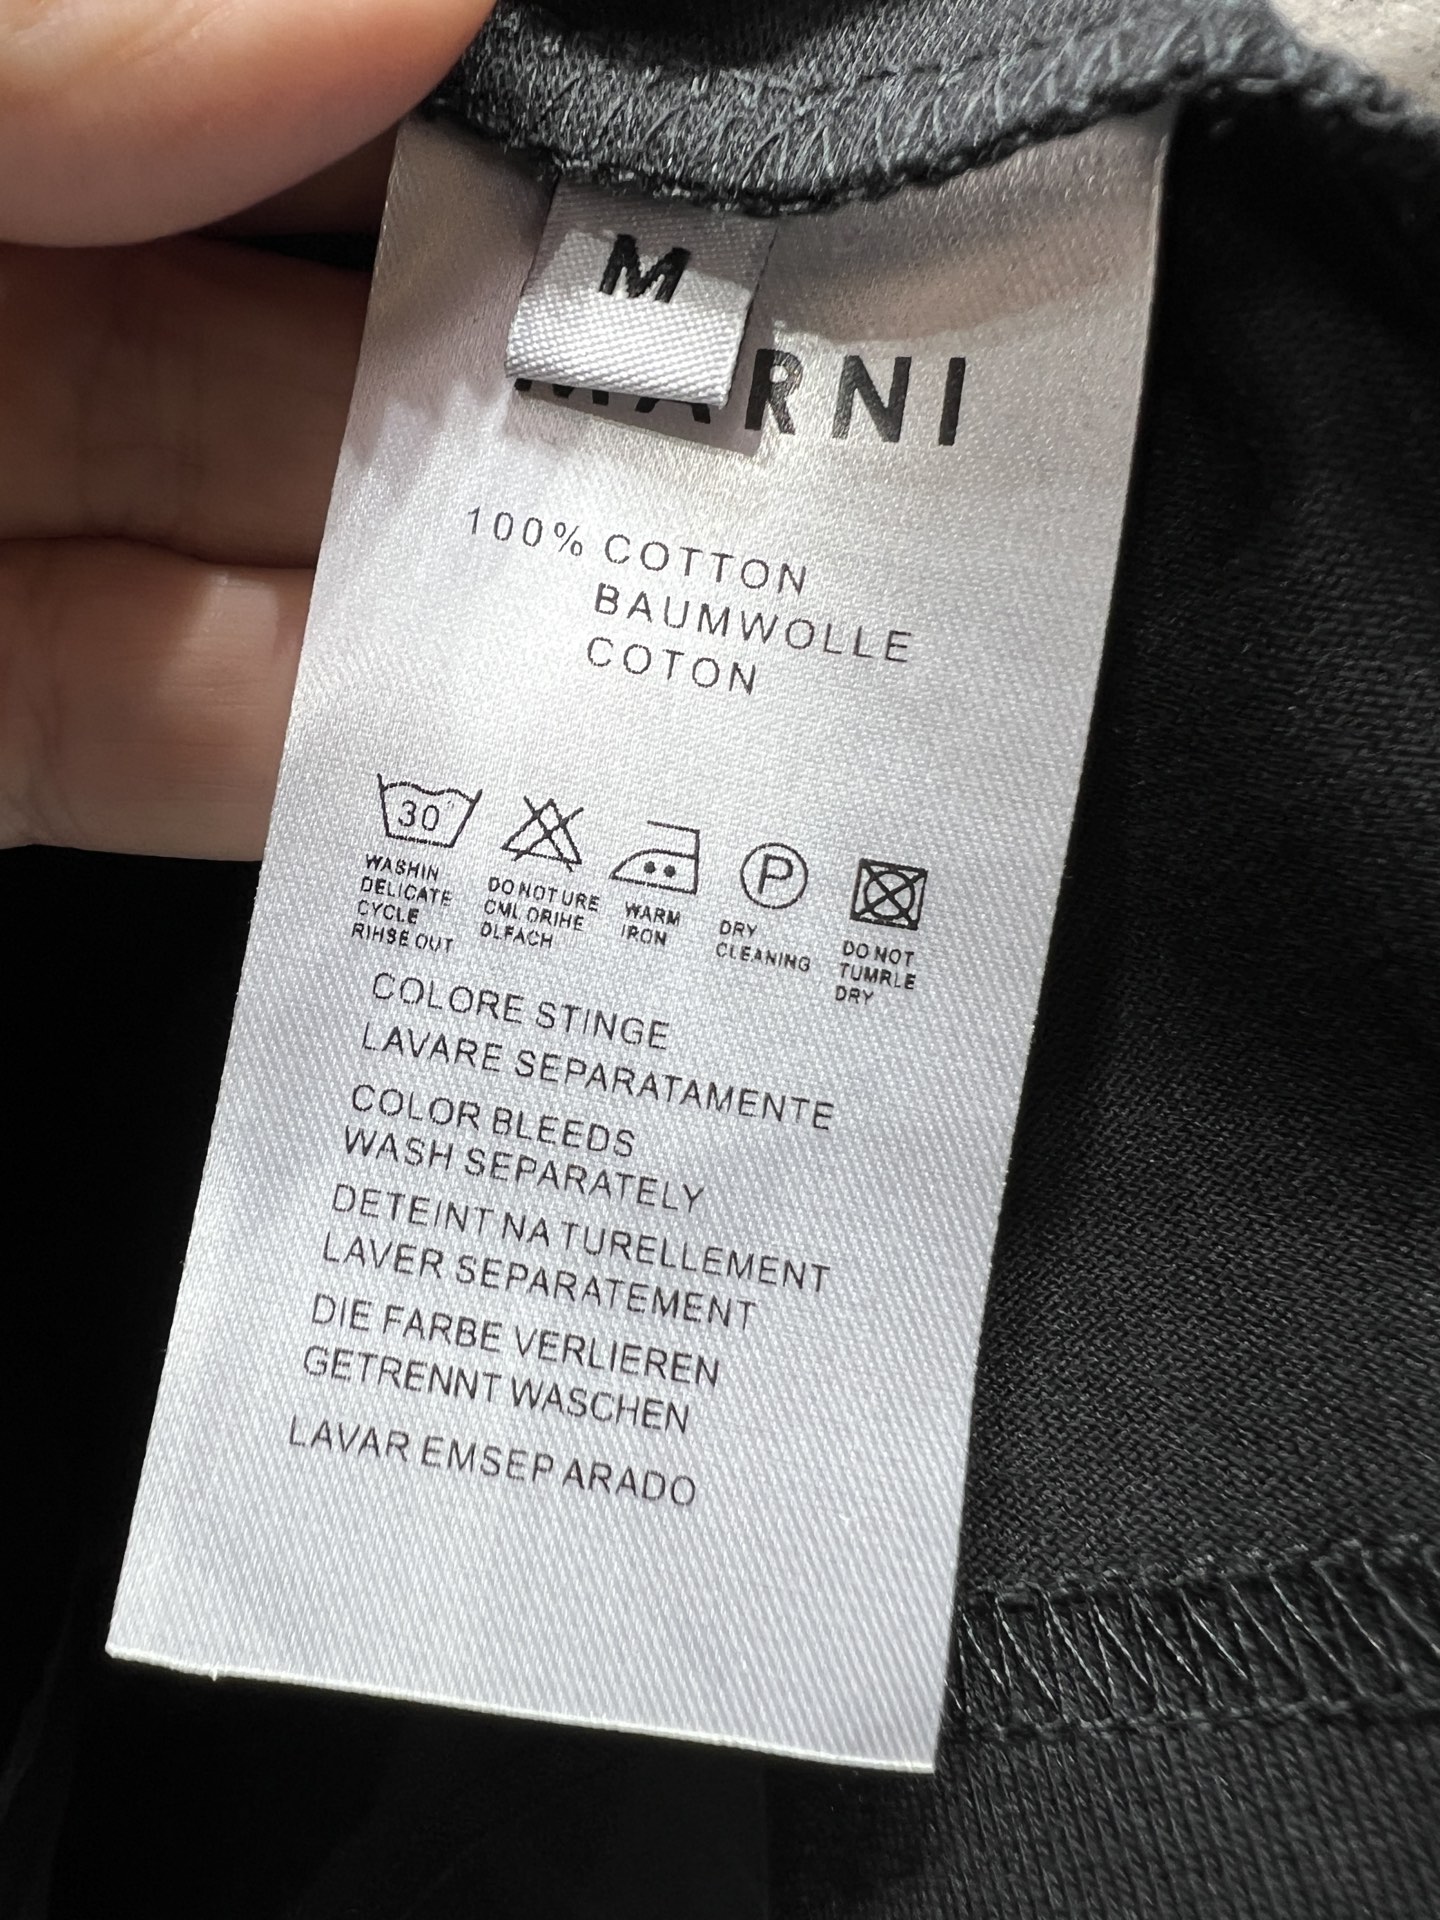 M
MARNI
100% COTTON
BAUMWOLLE
COTON
30
P
WASHIN
DELICATE
CYCLE
RIHSE OUT
DO NOT URE
CML ORIHE
DLFACH
WARM
IRON
DRY
CLEANING
DO NOT
TUMRLE
DRY
COLORE STINGE
LAVARE SEPARATAMENTE
COLOR BLEEDS
WASH SEPARATELY
DETEINT NA TURELLEMENT
LAVER SEPARATEMENT
DIE FARBE VERLIEREN
GETRENNT WASCHEN
LAVAR EMSEP ARADO